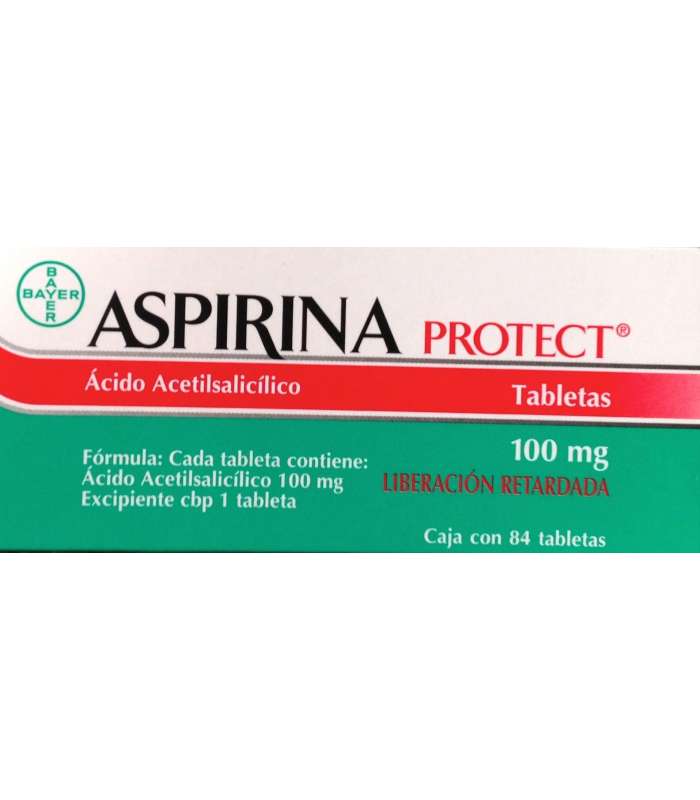 BAYER
BAYER
ASPIRINA PROTECT®
Ácido Acetilsalicílico Tabletas
100 mg
Fórmula: Cada tableta contiene:
Ácido Acetilsalicílico 100 mg LIBERACIÓN RETARDADA
Excipiente cbp 1 tableta
Caja con 84 tabletas